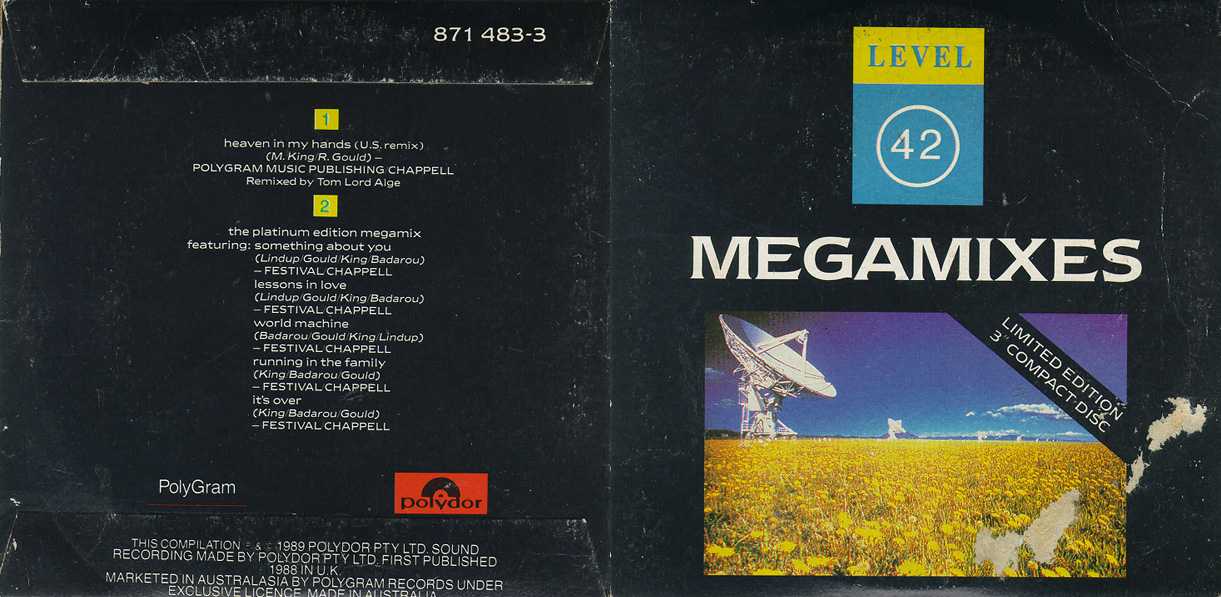 871 483-3
1
heaven in my hands (U.S. remix)
(M. King/R. Gould) –
POLYGRAM MUSIC PUBLISHING/CHAPPELL
Remixed by Tom Lord Alge
2
the platinum edition megamix
featuring: something about you
(Lindup/Gould/King/Badarou)
– FESTIVAL/CHAPPELL
lessons in love
(Lindup/Gould/King/Badarou)
– FESTIVAL/CHAPPELL
world machine
(Badarou/Gould/King/Lindup)
– FESTIVAL/CHAPPELL
running in the family
(King/Badarou/Gould)
– FESTIVAL/CHAPPELL
it's over
(King/Badarou/Gould)
– FESTIVAL/CHAPPELL
PolyGram
polydor
THIS COMPILATION & 1989 POLYDOR PTY LTD. SOUND
RECORDING MADE BY POLYDOR PTY LTD. FIRST PUBLISHED
1988 IN U.K.
MARKETED IN AUSTRALASIA BY POLYGRAM RECORDS UNDER
EXCLUSIVE LICENCE. MADE IN AUSTRALIA
LEVEL
42
MEGAMIXES
LIMITED EDITION
3" COMPACT DISC